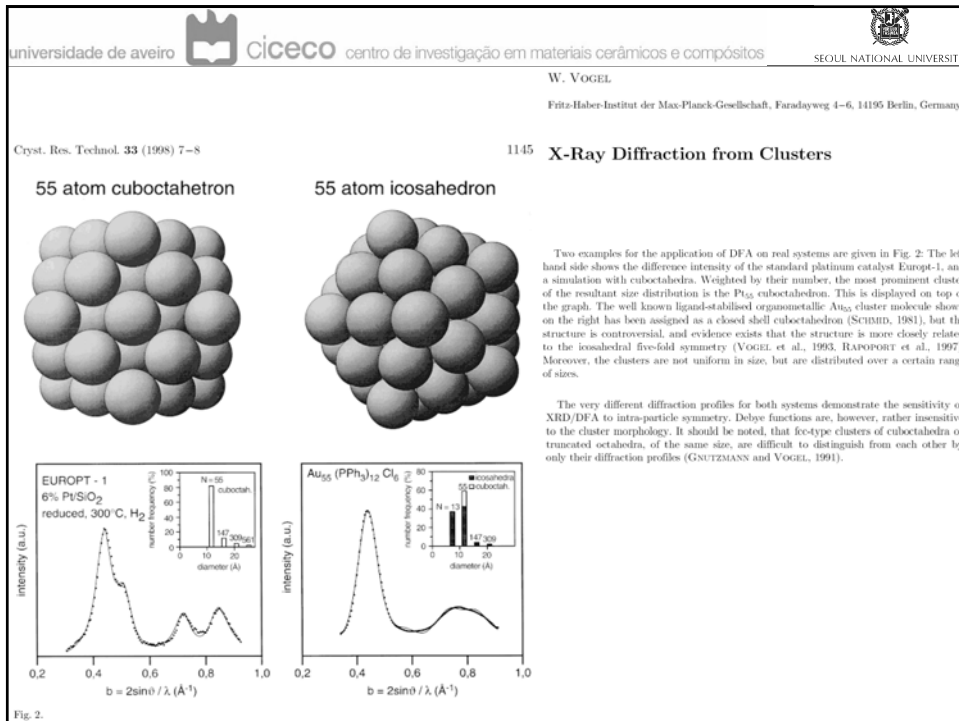 universidade de aveiro
ciceco centro de investigação em materiais cerâmicos e compósitos
SEOUL NATIONAL UNIVERSIT
W. VOGEL
Fritz-Haber-Institut der Max-Planck-Gesellschaft, Faradayweg 4–6, 14195 Berlin, Germany
Cryst. Res. Technol. 33 (1998) 7–8
1145
X-Ray Diffraction from Clusters
55 atom cuboctahetron
55 atom icosahedron
Two examples for the application of DFA on real systems are given in Fig. 2: The lef
hand side shows the difference intensity of the standard platinum catalyst Europt-1, an
a simulation with cuboctahedra. Weighted by their number, the most prominent cluste
of the resultant size distribution is the Pt55 cuboctahedron. This is displayed on top o
the graph. The well known ligand-stabilised organometallic Au55 cluster molecule show
on the right has been assigned as a closed shell cuboctahedron (SCHMID, 1981), but th
structure is controversial, and evidence exists that the structure is more closely relate
to the icosahedral five-fold symmetry (VOGEL et al., 1993, RAPOPORT et al., 1997
Moreover, the clusters are not uniform in size, but are distributed over a certain rang
of sizes.
The very different diffraction profiles for both systems demonstrate the sensitivity o
XRD/DFA to intra-particle symmetry. Debye functions are, however, rather insensitiv
to the cluster morphology. It should be noted, that fcc-type clusters of cuboctahedra o
truncated octahedra, of the same size, are difficult to distinguish from each other by
only their diffraction profiles (GNUTZMANN and VOGEL, 1991).
EUROPT - 1
6% Pt/SiO2
reduced, 300°C, H2
number frequency (%)
100
80
60
40
20
0
N = 55
cuboctah.
147 309 561
0 10 20
diameter (Å)
intensity (a.u.)
0,2 0,4 0,6 0,8 1,0
b = 2sinϑ / λ (Å-1)
Au55 (PPh3)12 Cl6
number frequency (%)
80
60
40
20
0
icosahedra
cuboctah.
55
N = 13
147 309
0 10 20
diameter (Å)
intensity (a.u.)
0,2 0,4 0,6 0,8 1,0
b = 2sinϑ / λ (Å-1)
Fig. 2.